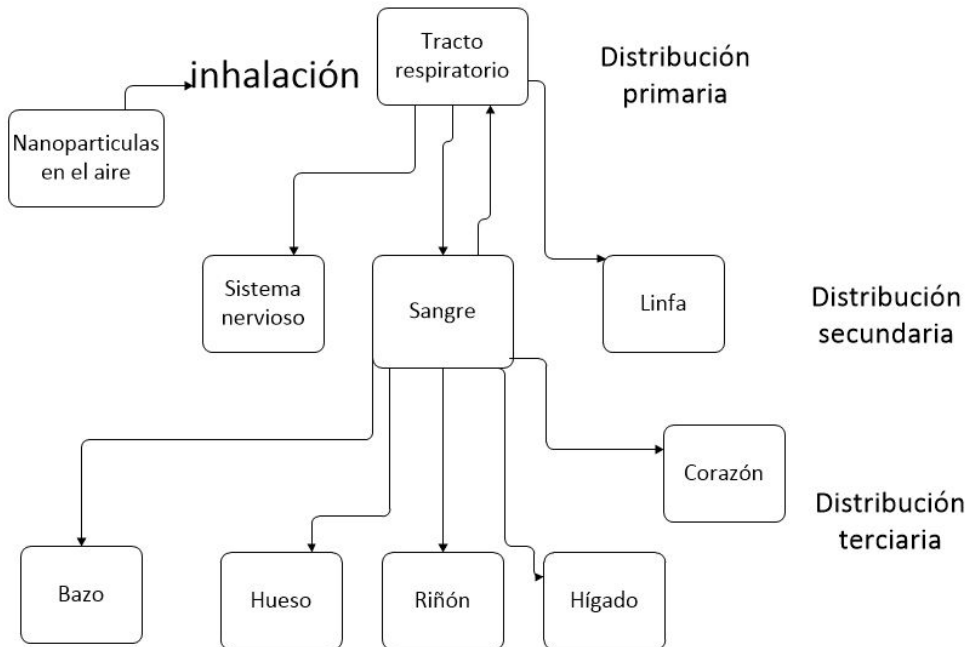 Tracto
respiratorio
Distribución
primaria
inhalación
Nanoparticulas
en el aire
Sistema
nervioso
Sangre
Linfa
Distribución
secundaria
Corazón
Distribución
terciaria
Bazo
Hueso
Riñón
Hígado